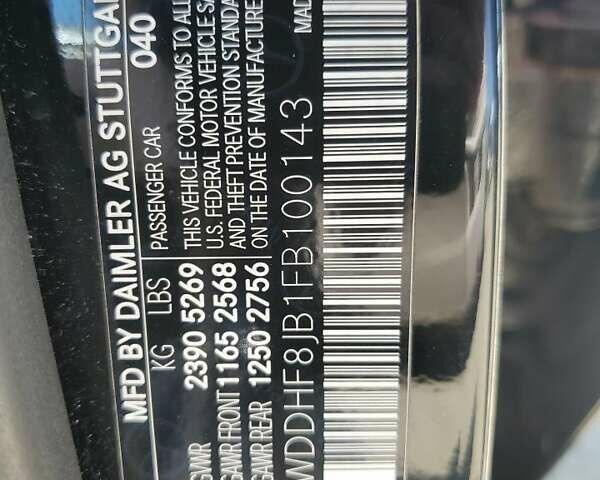 MFD BY DAIMLER AG STUTTGA
040
KG LBS PASSENGER CAR
GVWR 2390 5269 THIS VEHICLE CONFORMS TO ALL
GAWR FRONT 1165 2568 U.S. FEDERAL MOTOR VEHICLE SA
GAWR REAR 1250 2756 AND THEFT PREVENTION STANDA
ON THE DATE OF MANUFACTUR
MAD
WDDHF8JB1FB100143